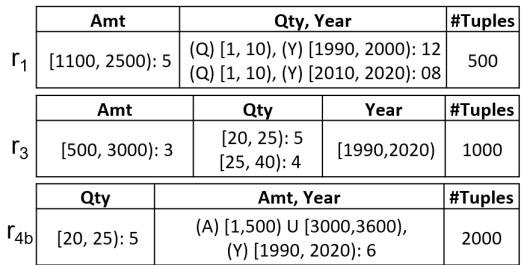 Amt Qty, Year #Tuples
r1 [1100, 2500): 5 (Q) [1, 10), (Y) [1990, 2000): 12 500
(Q) [1, 10), (Y) [2010, 2020): 08
Amt Qty Year #Tuples
r3 [500, 3000): 3 [20, 25): 5 [1990,2020) 1000
[25, 40): 4
Qty Amt, Year #Tuples
r4b [20, 25): 5 (A) [1,500) U [3000,3600), 2000
(Y) [1990, 2020): 6